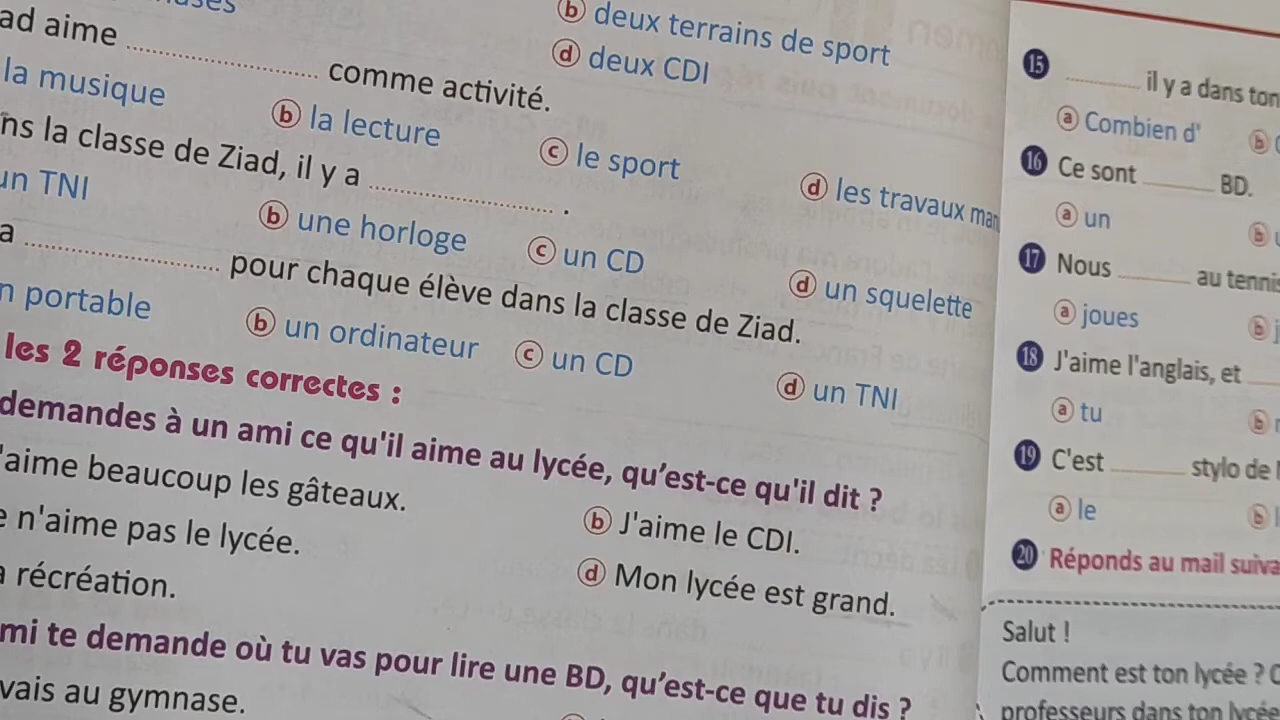 b deux terrains de sport
d deux CDI
ad aime .................... comme activité.
la musique
b la lecture
c le sport
d les travaux man
ns la classe de Ziad, il y a .................... .
un TNI
b une horloge
c un CD
d un squelette
a .................... pour chaque élève dans la classe de Ziad.
n portable
b un ordinateur
c un CD
d un TNI
les 2 réponses correctes :
demandes à un ami ce qu'il aime au lycée, qu'est-ce qu'il dit ?
'aime beaucoup les gâteaux.
b J'aime le CDI.
e n'aime pas le lycée.
d Mon lycée est grand.
a récréation.
mi te demande où tu vas pour lire une BD, qu'est-ce que tu dis ?
vais au gymnase.
15 ________ il y a dans ton
a Combien d'
b
16 Ce sont ________ BD.
a un
b
17 Nous ________ au tennis
a joues
b j
18 J'aime l'anglais, et ____
a tu
b
19 C'est ________ stylo de
a le
b l
20 Réponds au mail suiva
Salut !
Comment est ton lycée ?
professeurs dans ton lycée